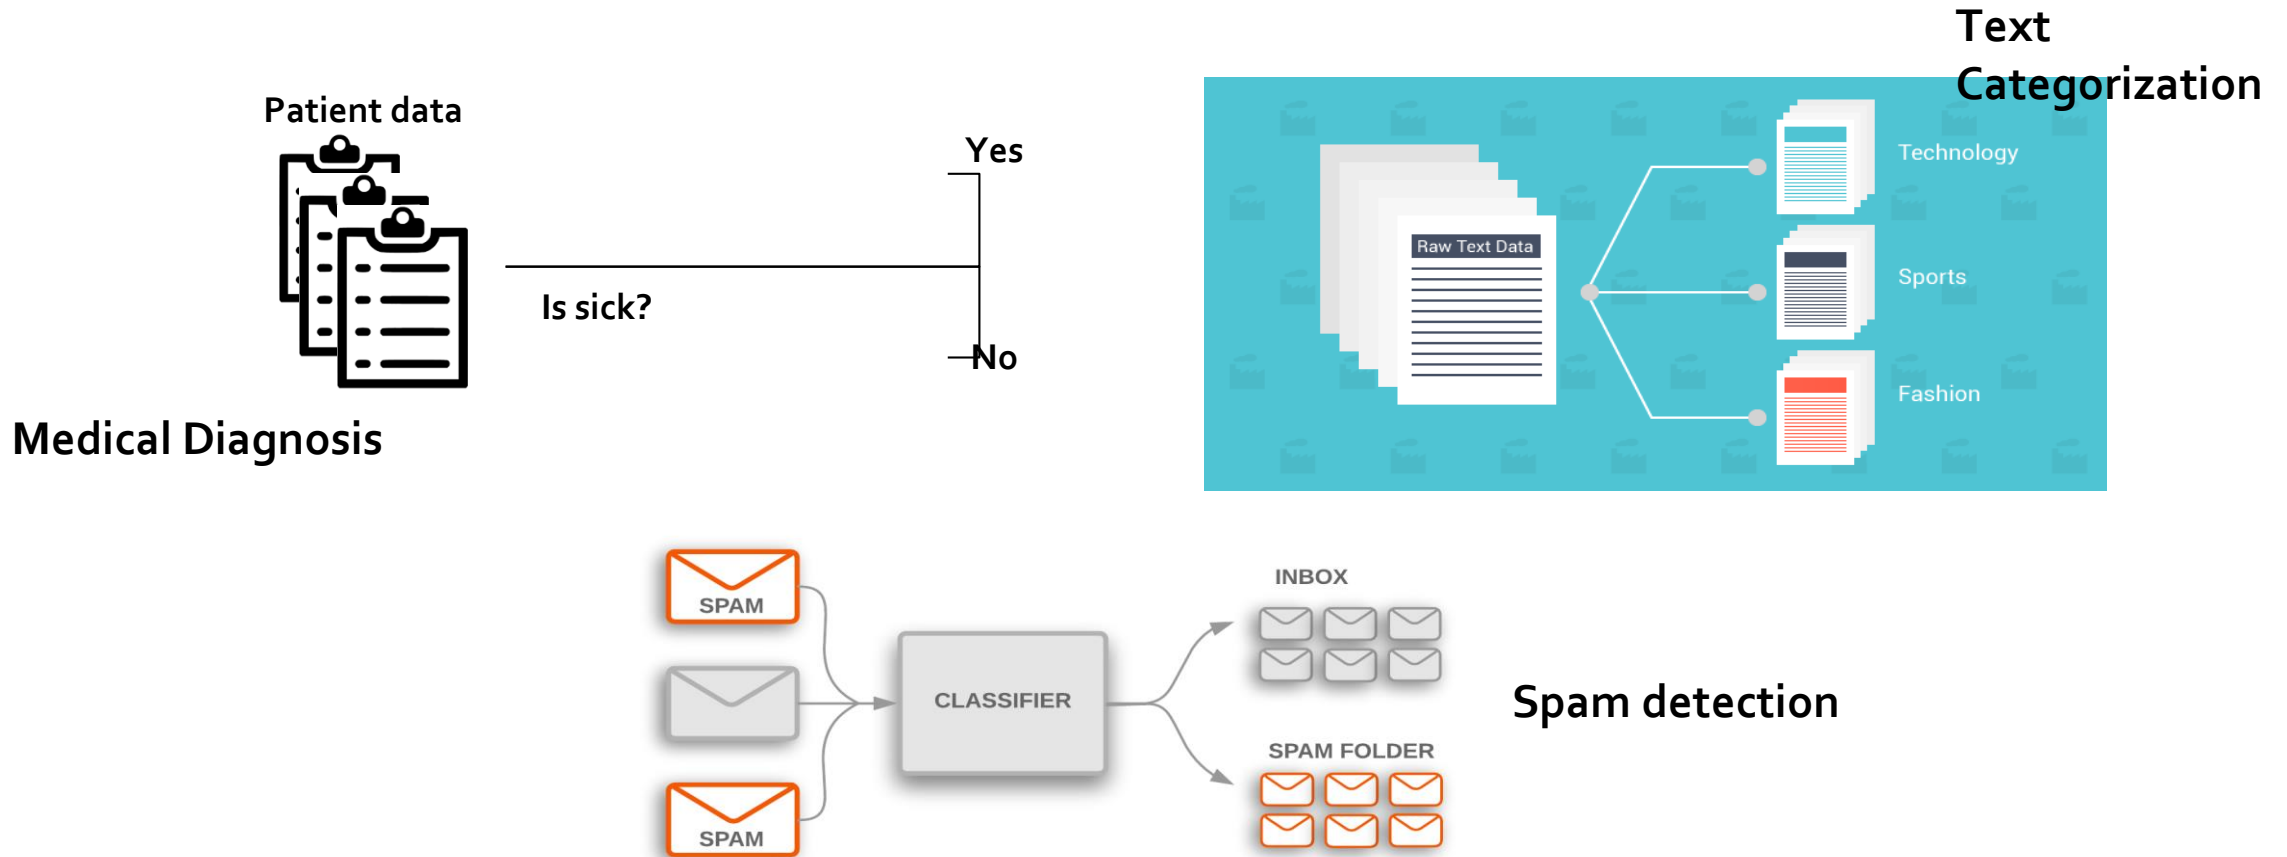 Text
Categorization
Patient data
Yes
Is sick?
No
Medical Diagnosis
Raw Text Data
Technology
Sports
Fashion
SPAM
SPAM
CLASSIFIER
INBOX
SPAM FOLDER
Spam detection